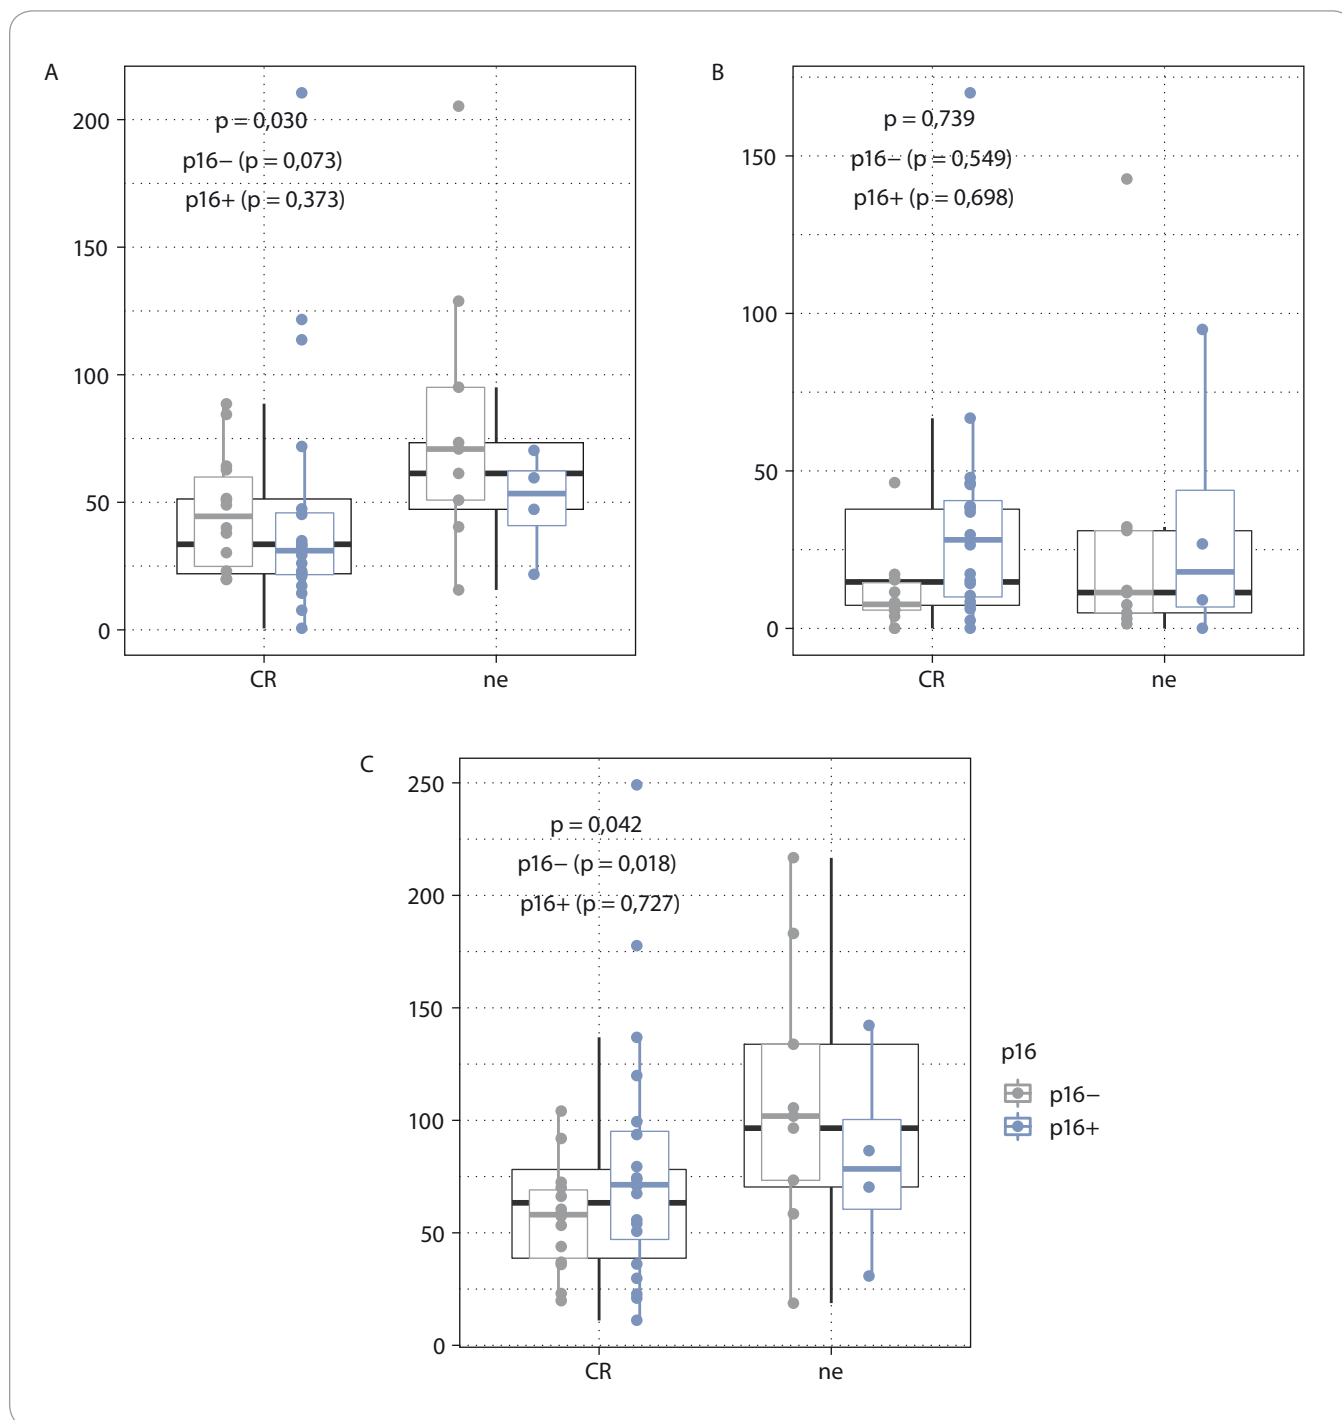 A
200
150
100
50
0
p = 0,030
p16− (p = 0,073)
p16+ (p = 0,373)
CR
ne
B
150
100
50
0
p = 0,739
p16− (p = 0,549)
p16+ (p = 0,698)
CR
ne
C
250
200
150
100
50
0
p = 0,042
p16− (p = 0,018)
p16+ (p = 0,727)
CR
ne
p16
p16−
p16+